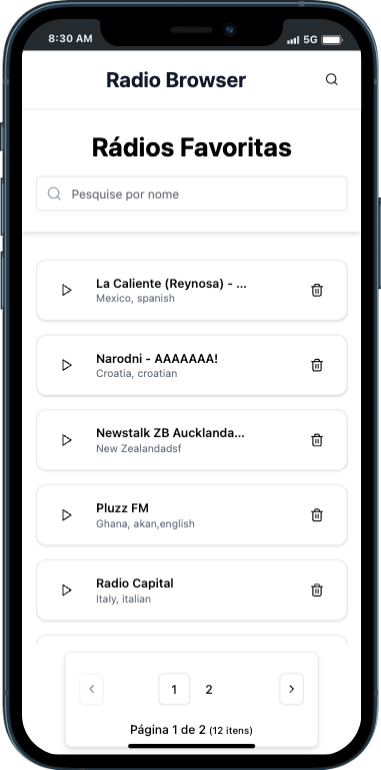 8:30 AM 5G
Radio Browser
Rádios Favoritas
Pesquise por nome
La Caliente (Reynosa) - ...
Mexico, spanish
Narodni - AAAAAAA!
Croatia, croatian
Newstalk ZB Aucklanda...
New Zealandadsf
Pluzz FM
Ghana, akan,english
Radio Capital
Italy, italian
1 2
Página 1 de 2 (12 itens)